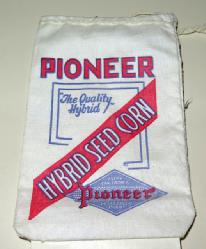 PIONEER
"The Quality
Hybrid"
HYBRID SEED CORN
Pioneer